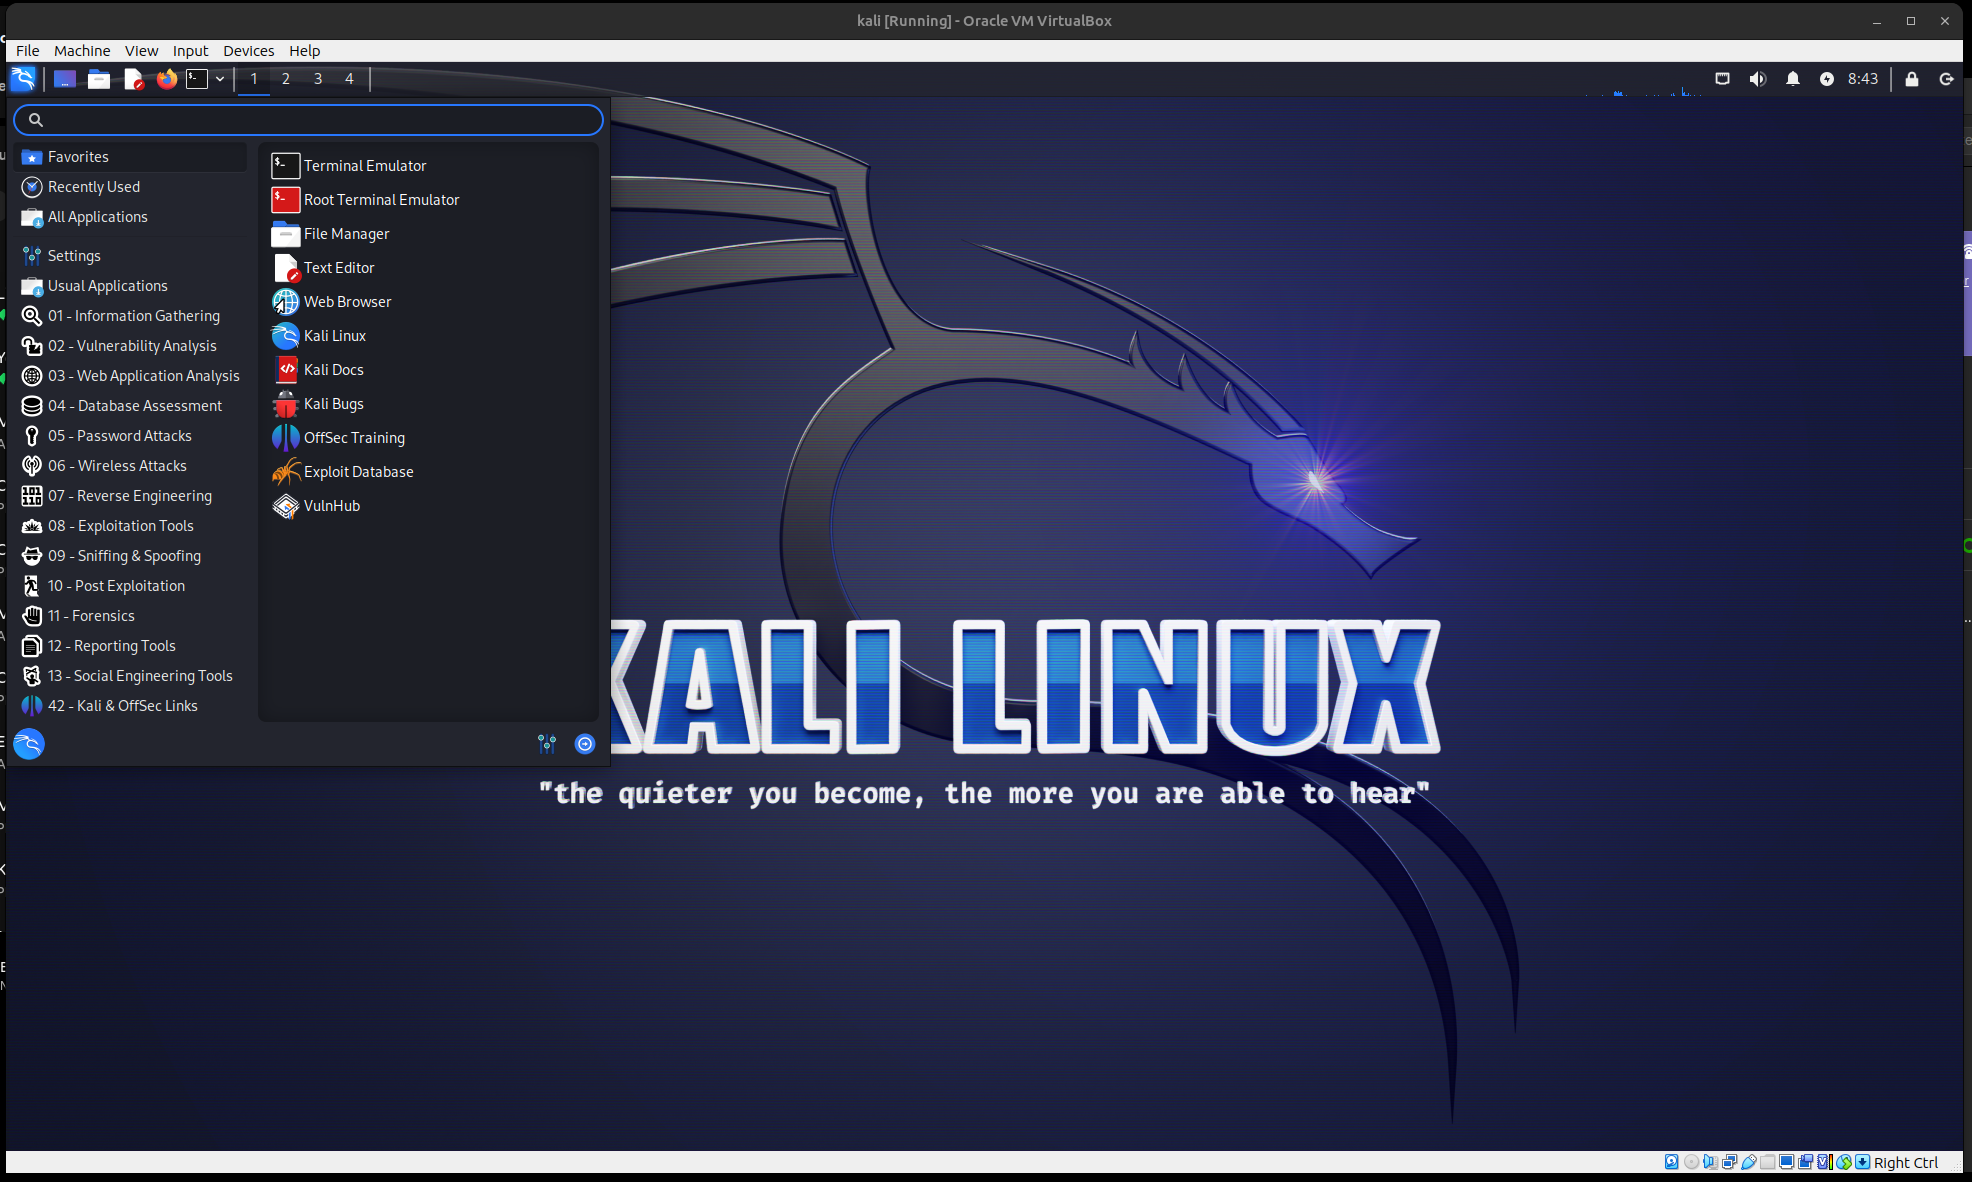 kali [Running] - Oracle VM VirtualBox
File Machine View Input Devices Help
1 2 3 4
8:43
Favorites
Recently Used
All Applications
Settings
Usual Applications
01 - Information Gathering
02 - Vulnerability Analysis
03 - Web Application Analysis
04 - Database Assessment
05 - Password Attacks
06 - Wireless Attacks
07 - Reverse Engineering
08 - Exploitation Tools
09 - Sniffing & Spoofing
10 - Post Exploitation
11 - Forensics
12 - Reporting Tools
13 - Social Engineering Tools
42 - Kali & OffSec Links
Terminal Emulator
Root Terminal Emulator
File Manager
Text Editor
Web Browser
Kali Linux
Kali Docs
Kali Bugs
OffSec Training
Exploit Database
VulnHub
KALI LINUX
"the quieter you become, the more you are able to hear"
Right Ctrl